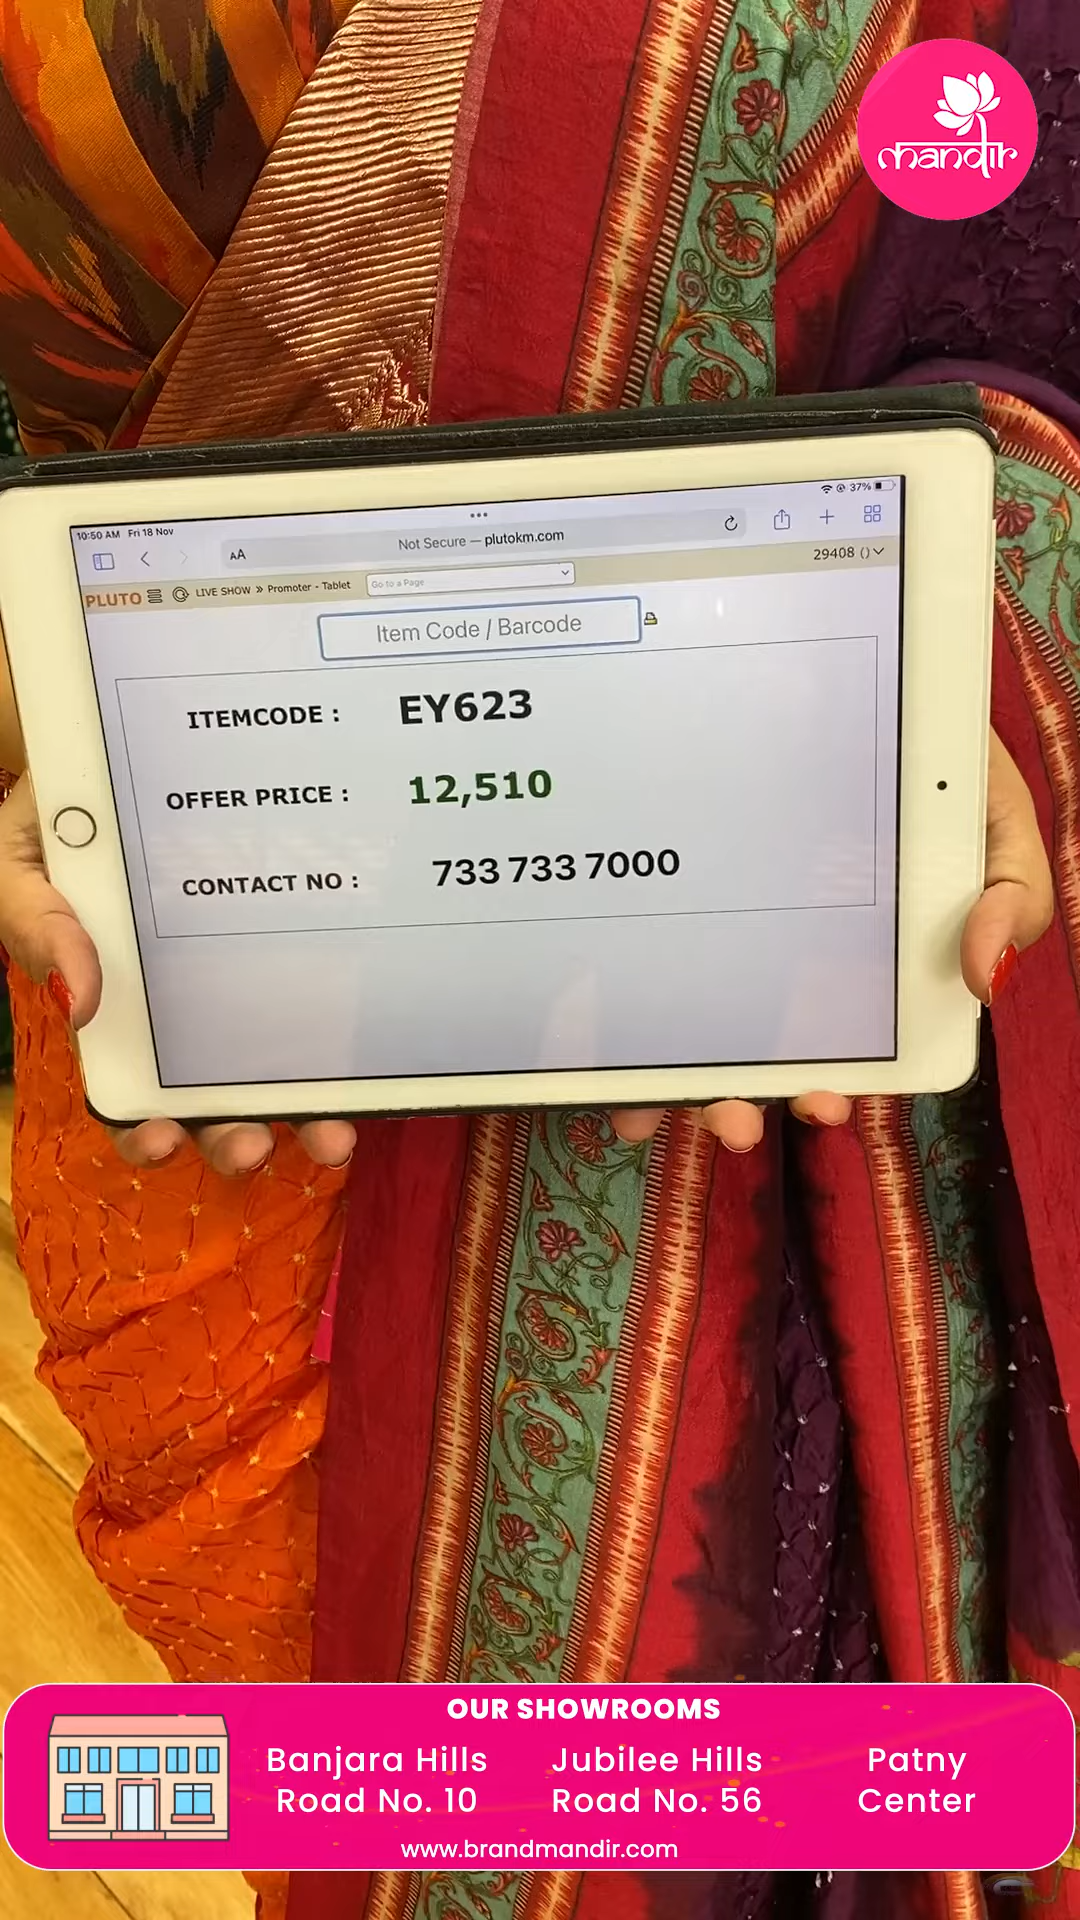 mandir
10:50 AM Fri 18 Nov
37%
AA
Not Secure — plutokm.com
29408 ()
PLUTO
LIVE SHOW » Promoter - Tablet
Go to a Page
Item Code / Barcode
ITEMCODE : EY623
OFFER PRICE : 12,510
CONTACT NO : 733 733 7000
OUR SHOWROOMS
Banjara Hills
Road No. 10
Jubilee Hills
Road No. 56
Patny
Center
www.brandmandir.com